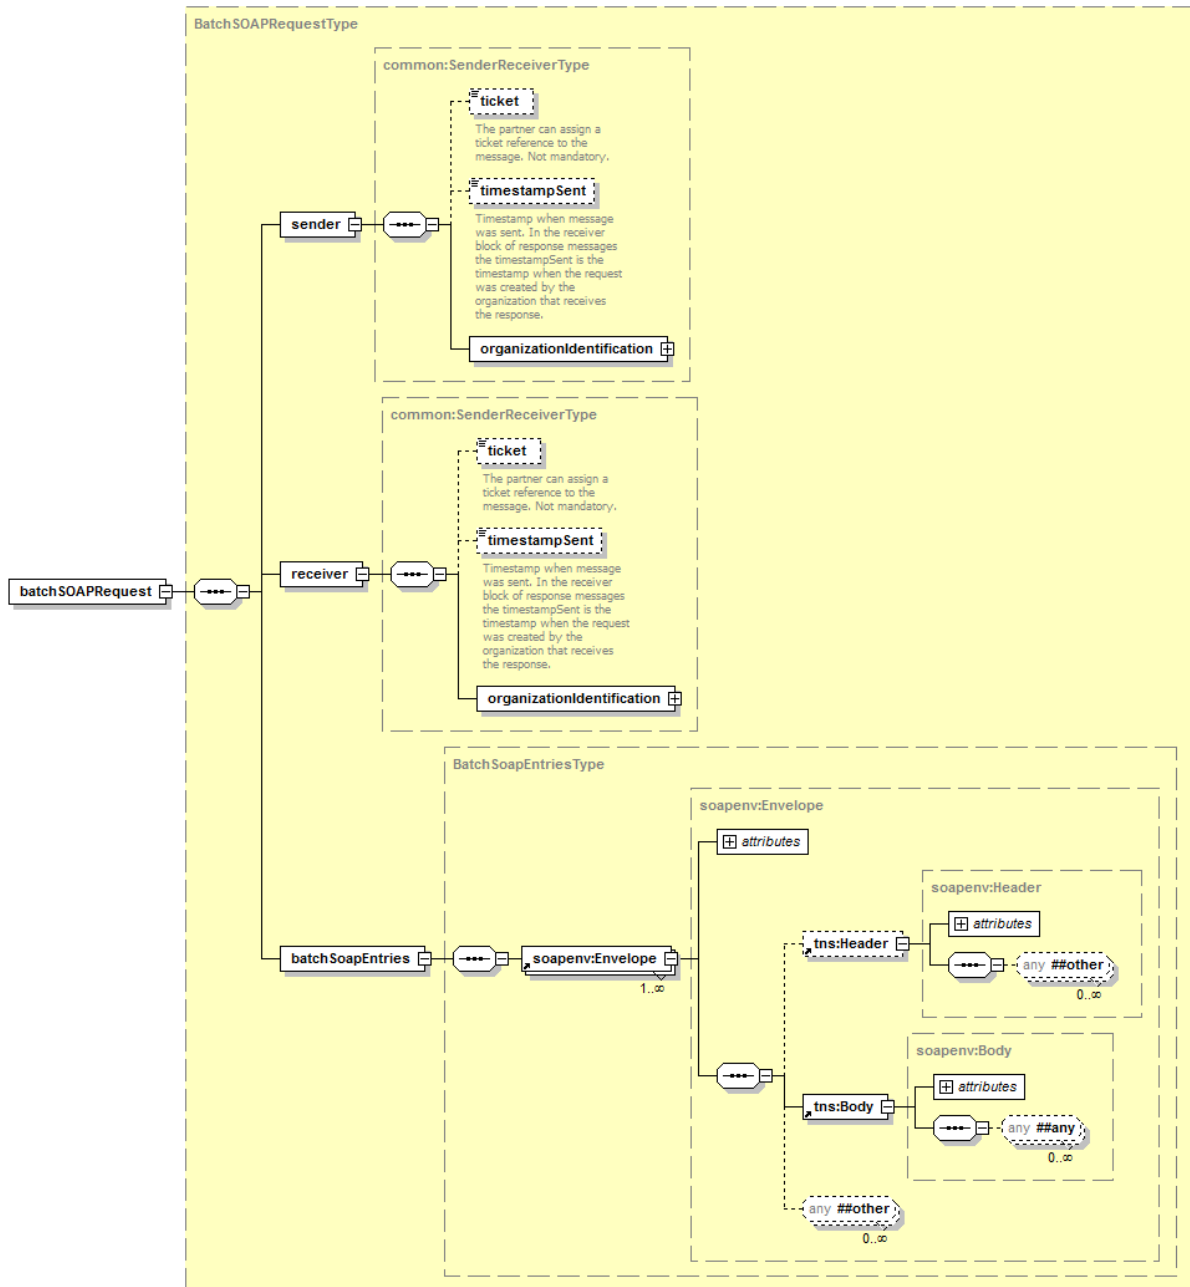 BatchSOAPRequestType
common:SenderReceiverType
ticket
The partner can assign a
ticket reference to the
message. Not mandatory.
timestampSent
Timestamp when message
was sent. In the receiver
block of response messages
the timestampSent is the
timestamp when the request
was created by the
organization that receives
the response.
sender
organizationIdentification
common:SenderReceiverType
ticket
The partner can assign a
ticket reference to the
message. Not mandatory.
timestampSent
Timestamp when message
was sent. In the receiver
block of response messages
the timestampSent is the
timestamp when the request
was created by the
organization that receives
the response.
receiver
batchSOAPRequest
organizationIdentification
BatchSoapEntriesType
soapenv:Envelope
attributes
soapenv:Header
attributes
tns:Header
any ##other
0..∞
batchSoapEntries
soapenv:Envelope
1..∞
soapenv:Body
attributes
tns:Body
any ##any
0..∞
any ##other
0..∞